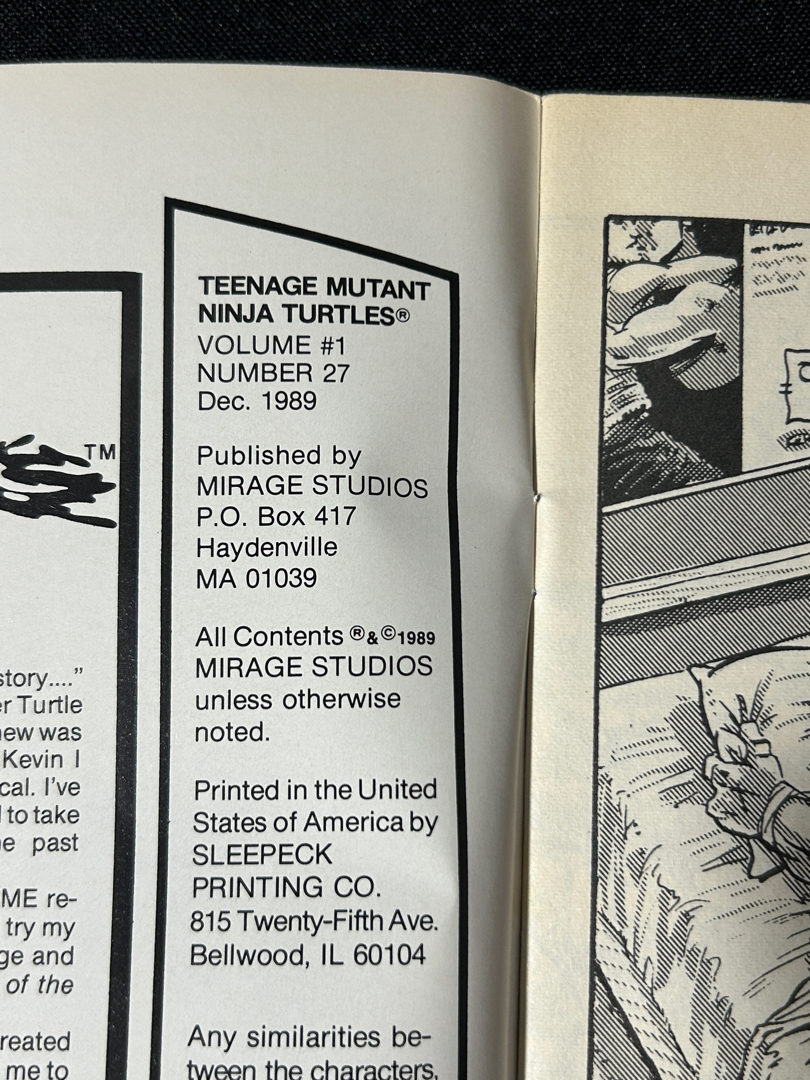 TM
story...."
er Turtle
new was
Kevin I
cal. I've
to take
e past
ME re-
try my
ge and
of the
reated
me to
TEENAGE MUTANT
NINJA TURTLES®
VOLUME #1
NUMBER 27
Dec. 1989
Published by
MIRAGE STUDIOS
P.O. Box 417
Haydenville
MA 01039
All Contents ®&©1989
MIRAGE STUDIOS
unless otherwise
noted.
Printed in the United
States of America by
SLEEPECK
PRINTING CO.
815 Twenty-Fifth Ave.
Bellwood, IL 60104
Any similarities be-
tween the characters,